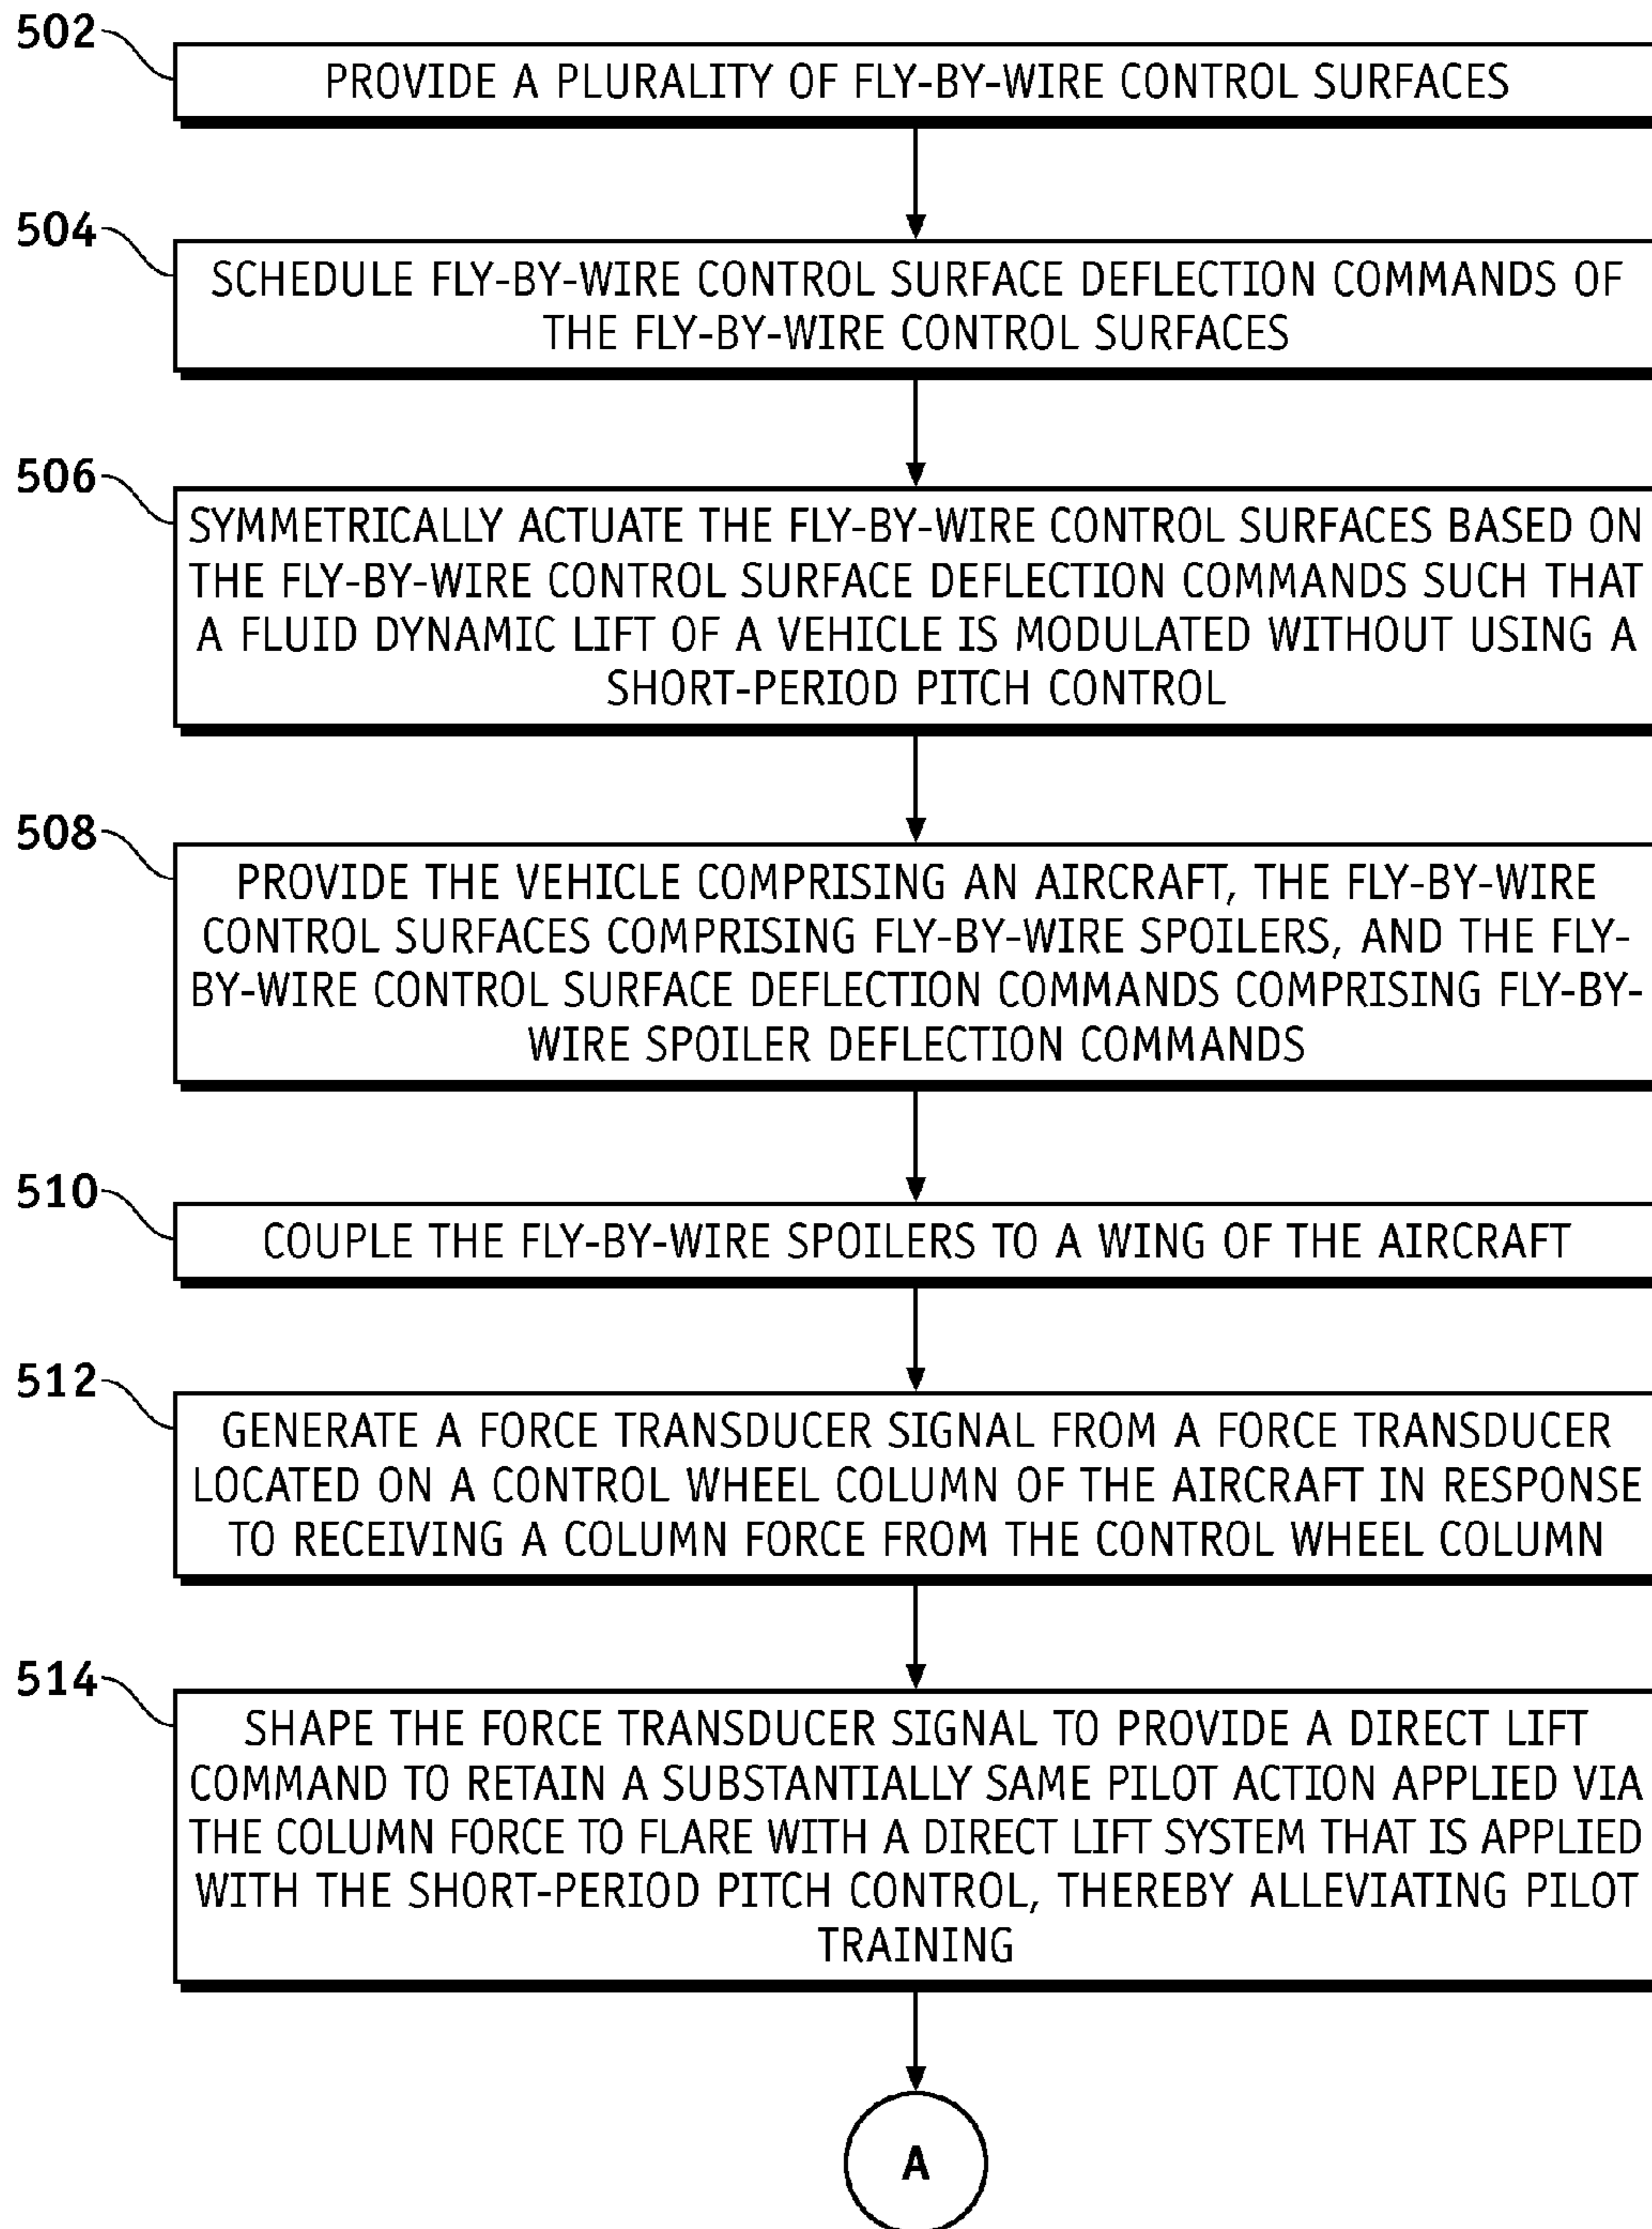 502
PROVIDE A PLURALITY OF FLY-BY-WIRE CONTROL SURFACES
504
SCHEDULE FLY-BY-WIRE CONTROL SURFACE DEFLECTION COMMANDS OF
THE FLY-BY-WIRE CONTROL SURFACES
506
SYMMETRICALLY ACTUATE THE FLY-BY-WIRE CONTROL SURFACES BASED ON
THE FLY-BY-WIRE CONTROL SURFACE DEFLECTION COMMANDS SUCH THAT
A FLUID DYNAMIC LIFT OF A VEHICLE IS MODULATED WITHOUT USING A
SHORT-PERIOD PITCH CONTROL
508
PROVIDE THE VEHICLE COMPRISING AN AIRCRAFT, THE FLY-BY-WIRE
CONTROL SURFACES COMPRISING FLY-BY-WIRE SPOILERS, AND THE FLY-
BY-WIRE CONTROL SURFACE DEFLECTION COMMANDS COMPRISING FLY-BY-
WIRE SPOILER DEFLECTION COMMANDS
510
COUPLE THE FLY-BY-WIRE SPOILERS TO A WING OF THE AIRCRAFT
512
GENERATE A FORCE TRANSDUCER SIGNAL FROM A FORCE TRANSDUCER
LOCATED ON A CONTROL WHEEL COLUMN OF THE AIRCRAFT IN RESPONSE
TO RECEIVING A COLUMN FORCE FROM THE CONTROL WHEEL COLUMN
514
SHAPE THE FORCE TRANSDUCER SIGNAL TO PROVIDE A DIRECT LIFT
COMMAND TO RETAIN A SUBSTANTIALLY SAME PILOT ACTION APPLIED VIA
THE COLUMN FORCE TO FLARE WITH A DIRECT LIFT SYSTEM THAT IS APPLIED
WITH THE SHORT-PERIOD PITCH CONTROL, THEREBY ALLEVIATING PILOT
TRAINING
A